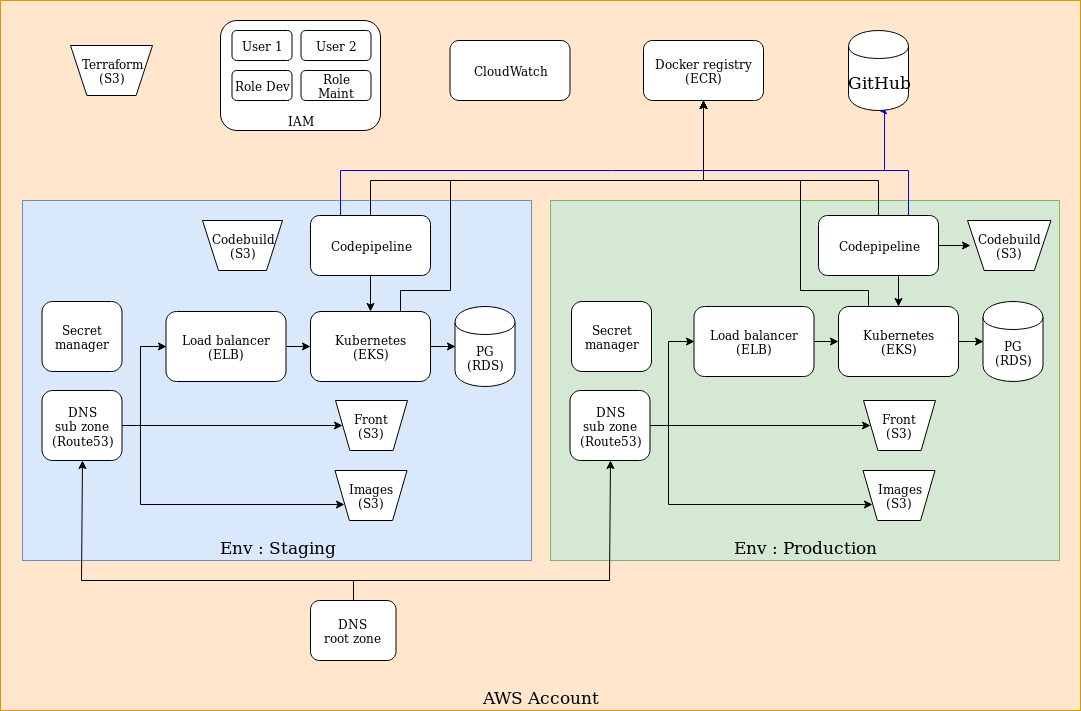 Terraform
(S3)
User 1
User 2
Role Dev
Role
Maint
IAM
CloudWatch
Docker registry
(ECR)
GitHub
Codebuild
(S3)
Codepipeline
Secret
manager
Load balancer
(ELB)
Kubernetes
(EKS)
PG
(RDS)
DNS
sub zone
(Route53)
Front
(S3)
Images
(S3)
Env : Staging
Codepipeline
Codebuild
(S3)
Secret
manager
Load balancer
(ELB)
Kubernetes
(EKS)
PG
(RDS)
DNS
sub zone
(Route53)
Front
(S3)
Images
(S3)
Env : Production
DNS
root zone
AWS Account